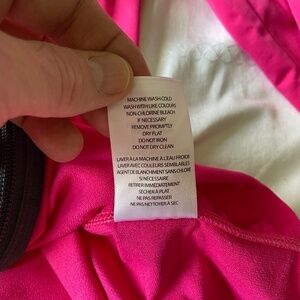 MACHINE WASH COLD
WASH WITH LIKE COLOURS
NON-CHLORINE BLEACH
IF NECESSARY
REMOVE PROMPTLY
DRY FLAT
DO NOT IRON
DO NOT DRY CLEAN
LAVER À LA MACHINE À L'EAU FROIDE
LAVER AVEC COULEURS SEMBLABLES
AGENT DE BLANCHIMENT SANS CHLORE
SI NÉCESSAIRE
RETIRER IMMÉDIATEMENT
SÉCHER À PLAT
NE PAS REPASSER
NE PAS NETTOYER À SEC